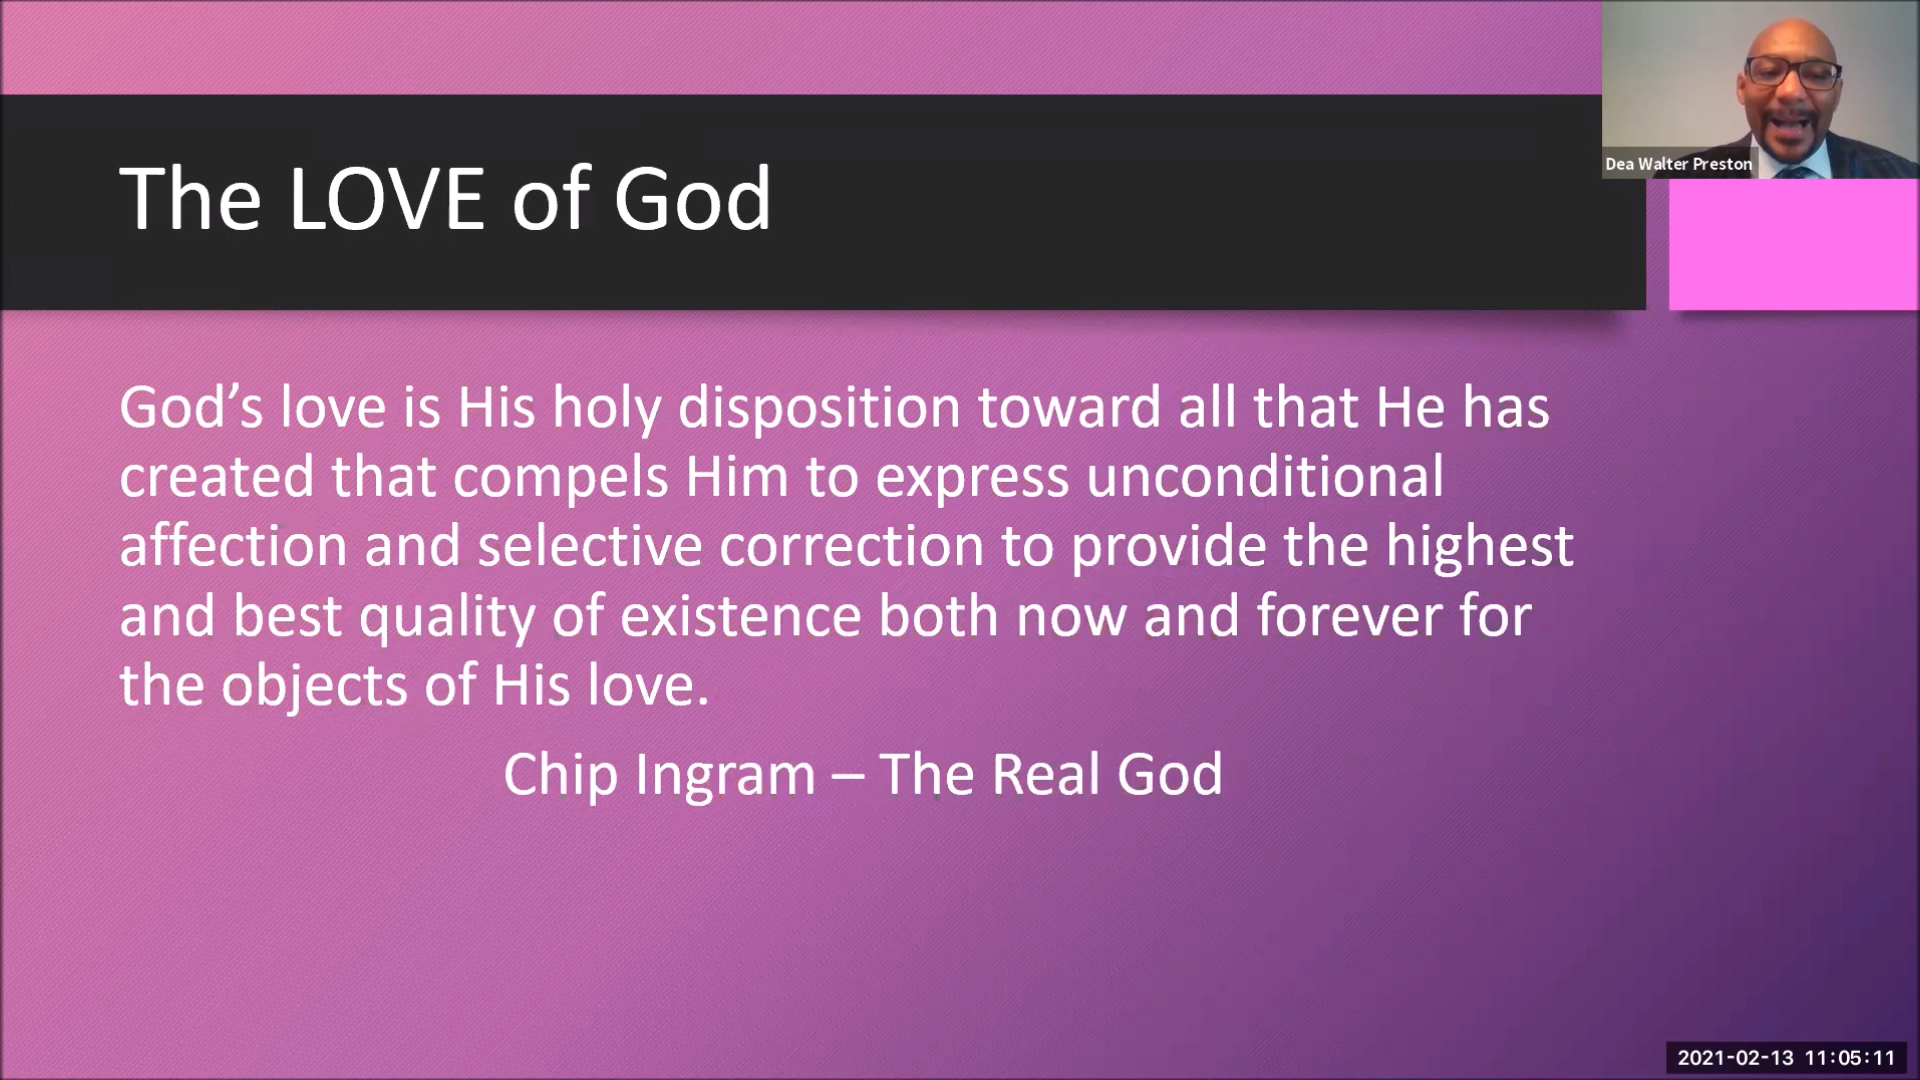 The LOVE of God
Dea Walter Preston
God’s love is His holy disposition toward all that He has
created that compels Him to express unconditional
affection and selective correction to provide the highest
and best quality of existence both now and forever for
the objects of His love.
Chip Ingram – The Real God
2021-02-13 11:05:11